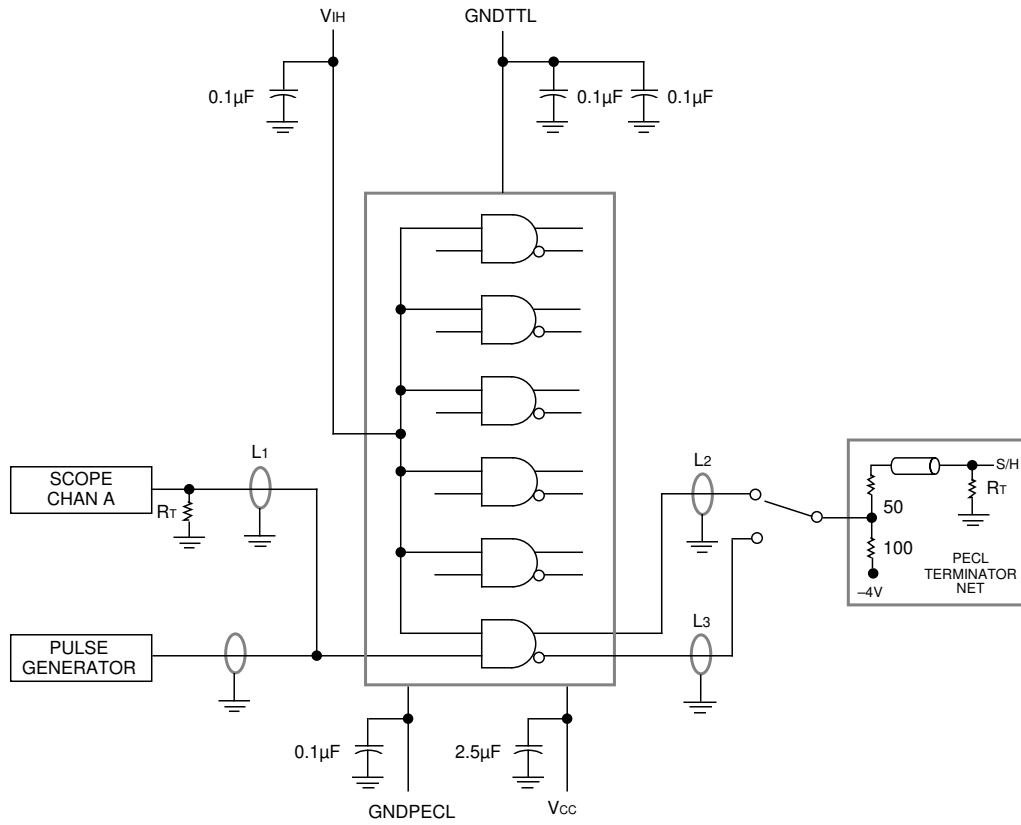 VIH
GNDTTL
0.1µF
0.1µF
0.1µF
SCOPE
CHAN A
RT
L1
L2
S/H
RT
50
100
–4V
PECL
TERMINATOR
NET
PULSE
GENERATOR
L3
0.1µF
2.5µF
GNDPECL
VCC